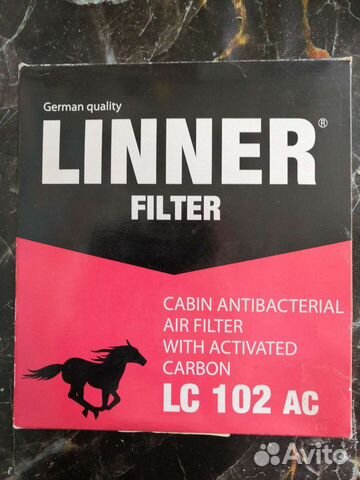 German quality
LINNER®
FILTER
CABIN ANTIBACTERIAL
AIR FILTER
WITH ACTIVATED
CARBON
LC 102 AC
Avito